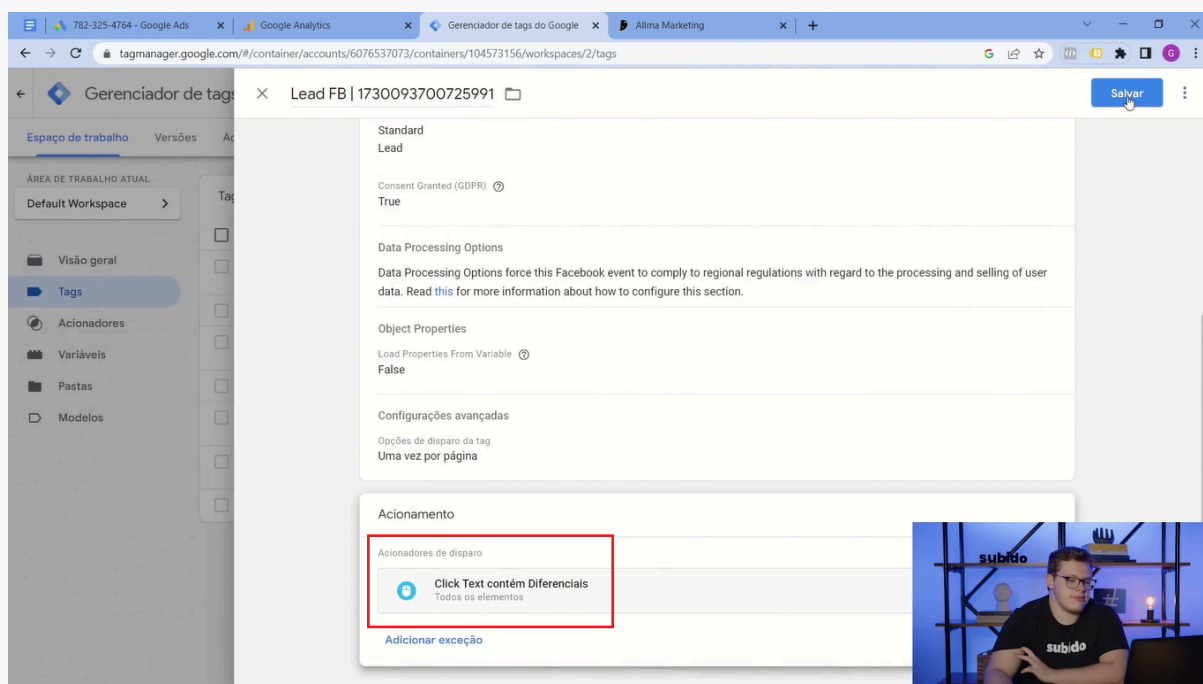 782-325-4764 - Google Ads
Google Analytics
Gerenciador de tags do Google
Allma Marketing
tagmanager.google.com/#/container/accounts/6076537073/containers/104573156/workspaces/2/tags
G
Gerenciador de tags
Lead FB | 1730093700725991
Salvar
Espaço de trabalho
Versões
Ad
ÁREA DE TRABALHO ATUAL
Default Workspace
Tag
Visão geral
Tags
Acionadores
Variáveis
Pastas
Modelos
Standard
Lead
Consent Granted (GDPR)
True
Data Processing Options
Data Processing Options force this Facebook event to comply to regional regulations with regard to the processing and selling of user
data. Read this for more information about how to configure this section.
Object Properties
Load Properties From Variable
False
Configurações avançadas
Opções de disparo da tag
Uma vez por página
Acionamento
Acionadores de disparo
Click Text contém Diferenciais
Todos os elementos
Adicionar exceção
subido
subido